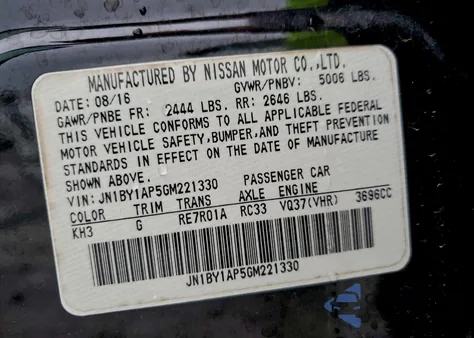 MANUFACTURED BY NISSAN MOTOR CO.,LTD.
DATE: 08/16 GVWR/PNBV: 5006 LBS.
GAWR/PNBE FR: 2444 LBS. RR: 2646 LBS.
THIS VEHICLE CONFORMS TO ALL APPLICABLE FEDERAL
MOTOR VEHICLE SAFETY,BUMPER,AND THEFT PREVENTION
STANDARDS IN EFFECT ON THE DATE OF MANUFACTURE
SHOWN ABOVE.
VIN: JN1BY1AP5GM221330 PASSENGER CAR
COLOR TRIM TRANS AXLE ENGINE
KH3 G RE7R01A RC33 VQ37(VHR) 3696CC
JN1BY1AP5GM221330